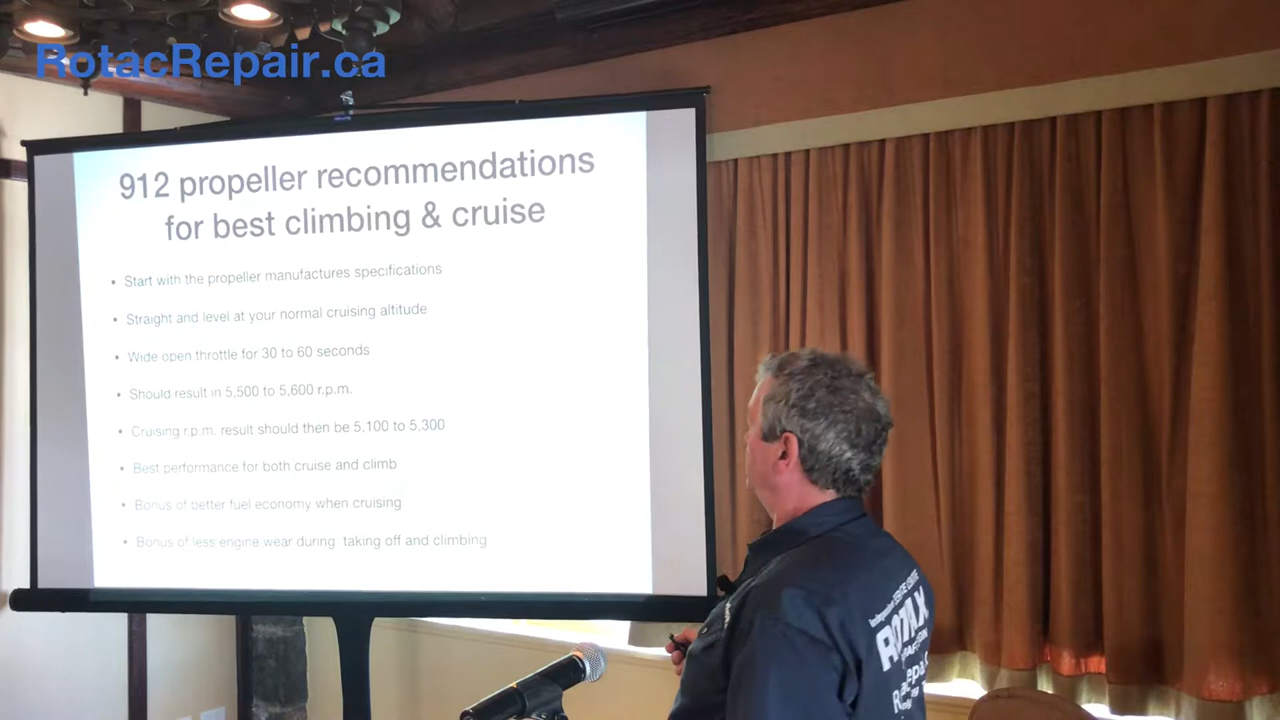 RotacRepair.ca
912 propeller recommendations
for best climbing & cruise
• Start with the propeller manufactures specifications
• Straight and level at your normal cruising altitude
• Wide open throttle for 30 to 60 seconds
• Should result in 5,500 to 5,600 r.p.m.
• Cruising r.p.m. result should then be 5,100 to 5,300
• Best performance for both cruise and climb
• Bonus of better fuel economy when cruising
• Bonus of less engine wear during taking off and climbing
ROTAX